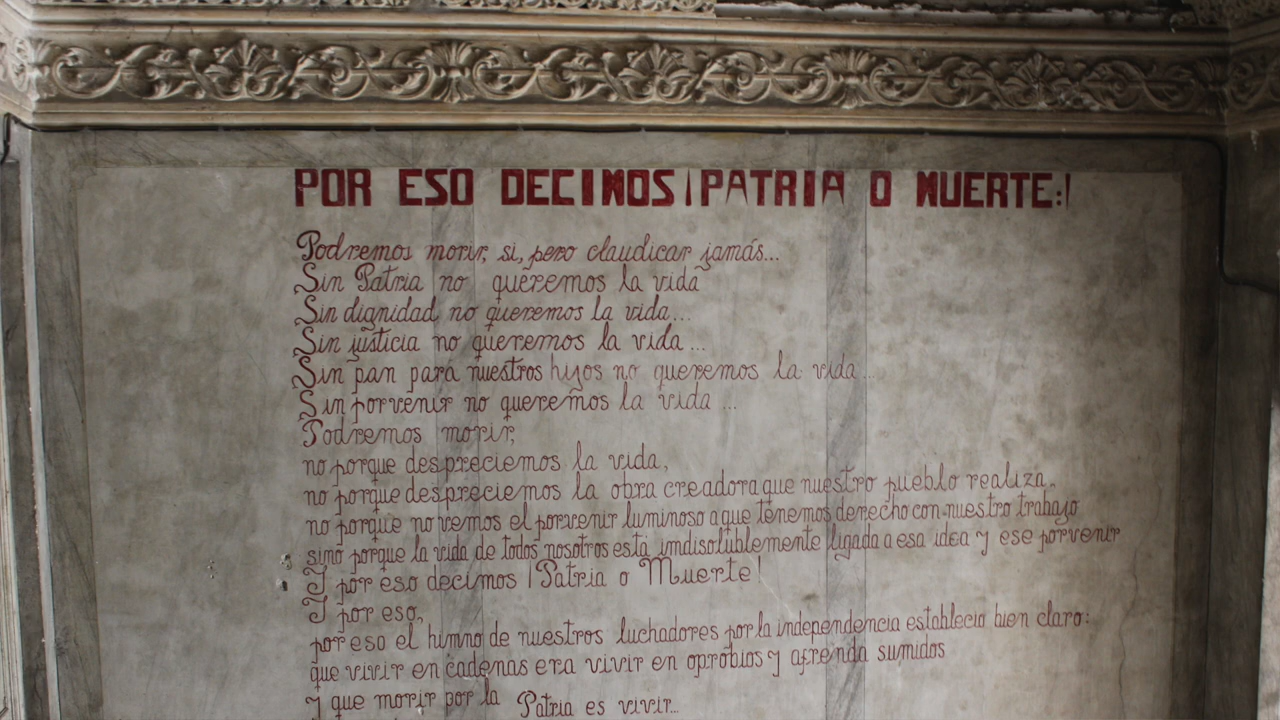 POR ESO DECIMOS ¡PATRIA O MUERTE:!
Podremos morir, si, pero claudicar jamás...
Sin Patria no queremos la vida
Sin dignidad no queremos la vida...
Sin justicia no queremos la vida...
Sin pan para nuestros hijos no queremos la vida...
Sin porvenir no queremos la vida...
Podremos morir,
no porque despreciemos la vida,
no porque despreciemos la obra creadora que nuestro pueblo realiza,
no porque no vemos el porvenir luminoso a que tenemos derecho con nuestro trabajo
sino porque la vida de todos nosotros está indisolublemente ligada a esa idea y ese porvenir
Y por eso decimos ¡Patria o Muerte!
Y por eso,
por eso el himno de nuestros luchadores por la independencia establecio bien claro:
que vivir en cadenas era vivir en oprobios y afrenda sumidos
y que morir por la Patria es vivir...